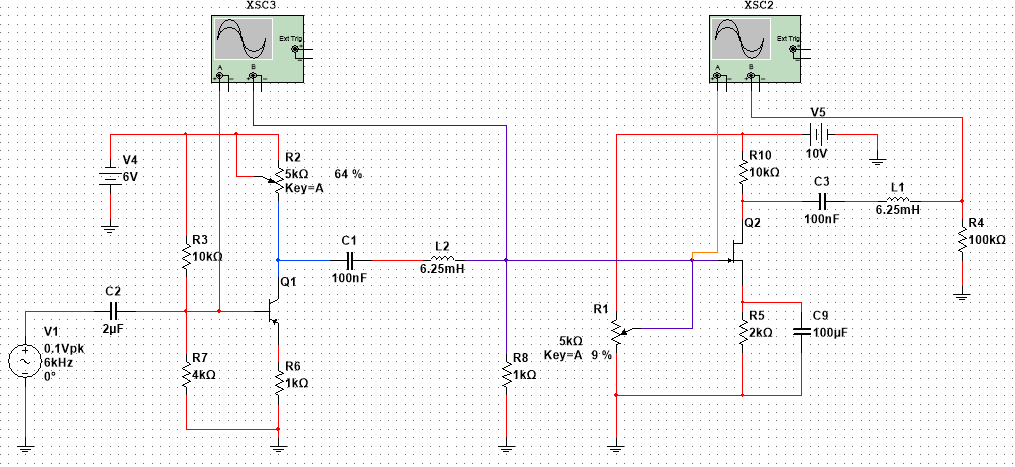 XSC3
Ext Trig
A B
XSC2
Ext Trig
A B
V4
6V
R2
5kΩ 64 %
Key=A
R3
10kΩ
C1
100nF
L2
6.25mH
Q1
C2
2µF
V1
0.1Vpk
6kHz
0°
R7
4kΩ
R6
1kΩ
R8
1kΩ
V5
10V
R10
10kΩ
C3
100nF
L1
6.25mH
Q2
R4
100kΩ
R1
5kΩ
Key=A 9 %
R5
2kΩ
C9
100µF